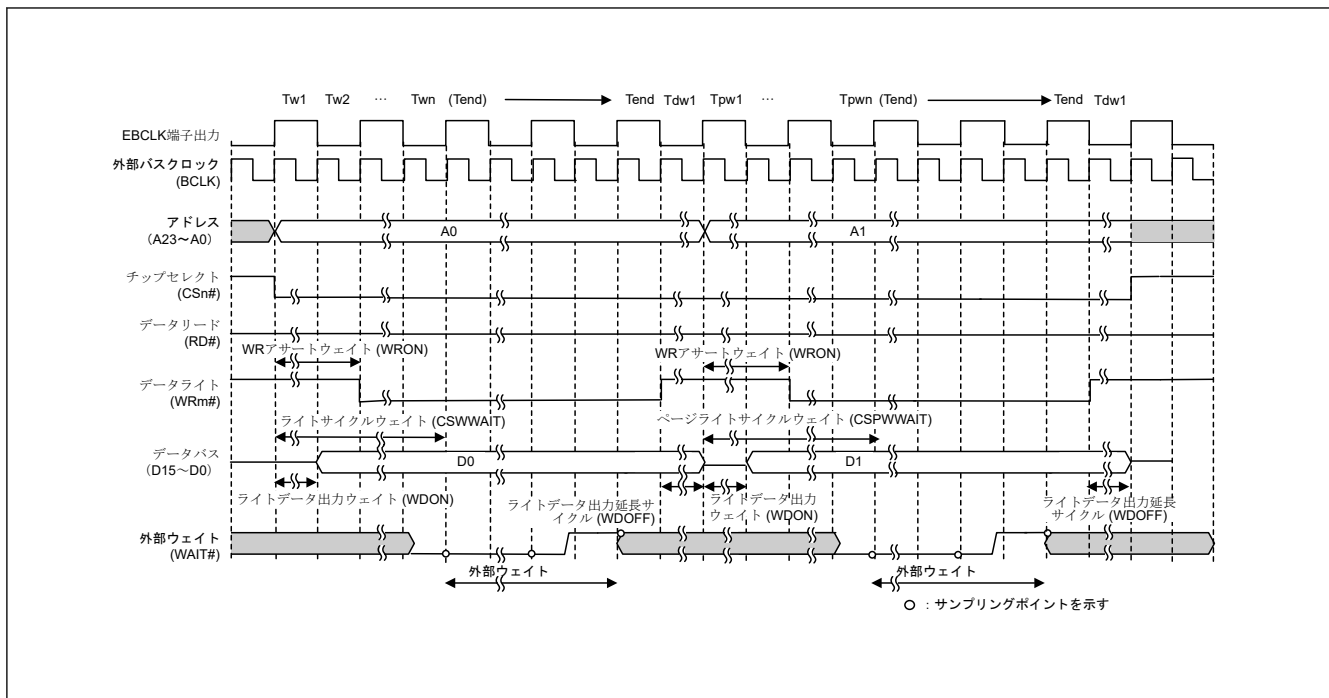 Tw1 Tw2 … Twn (Tend) Tend Tdw1 Tpw1 … Tpwn (Tend) Tend Tdw1
EBCLK端子出力
外部バスクロック
(BCLK)
アドレス
(A23～A0)
A0 A1
チップセレクト
(CSn#)
データリード
(RD#)
WRアサートウェイト(WRON) WRアサートウェイト(WRON)
データライト
(WRm#)
ライトサイクルウェイト(CSWWAIT) ページライトサイクルウェイト(CSPWWAIT)
データバス
(D15～D0)
D0 D1
ライトデータ出力ウェイト(WDON)
ライトデータ出力延長サ
イクル(WDOFF)
ライトデータ出力
ウェイト(WDON)
ライトデータ出力延長
サイクル(WDOFF)
外部ウェイト
(WAIT#)
外部ウェイト 外部ウェイト
：サンプリングポイントを示す